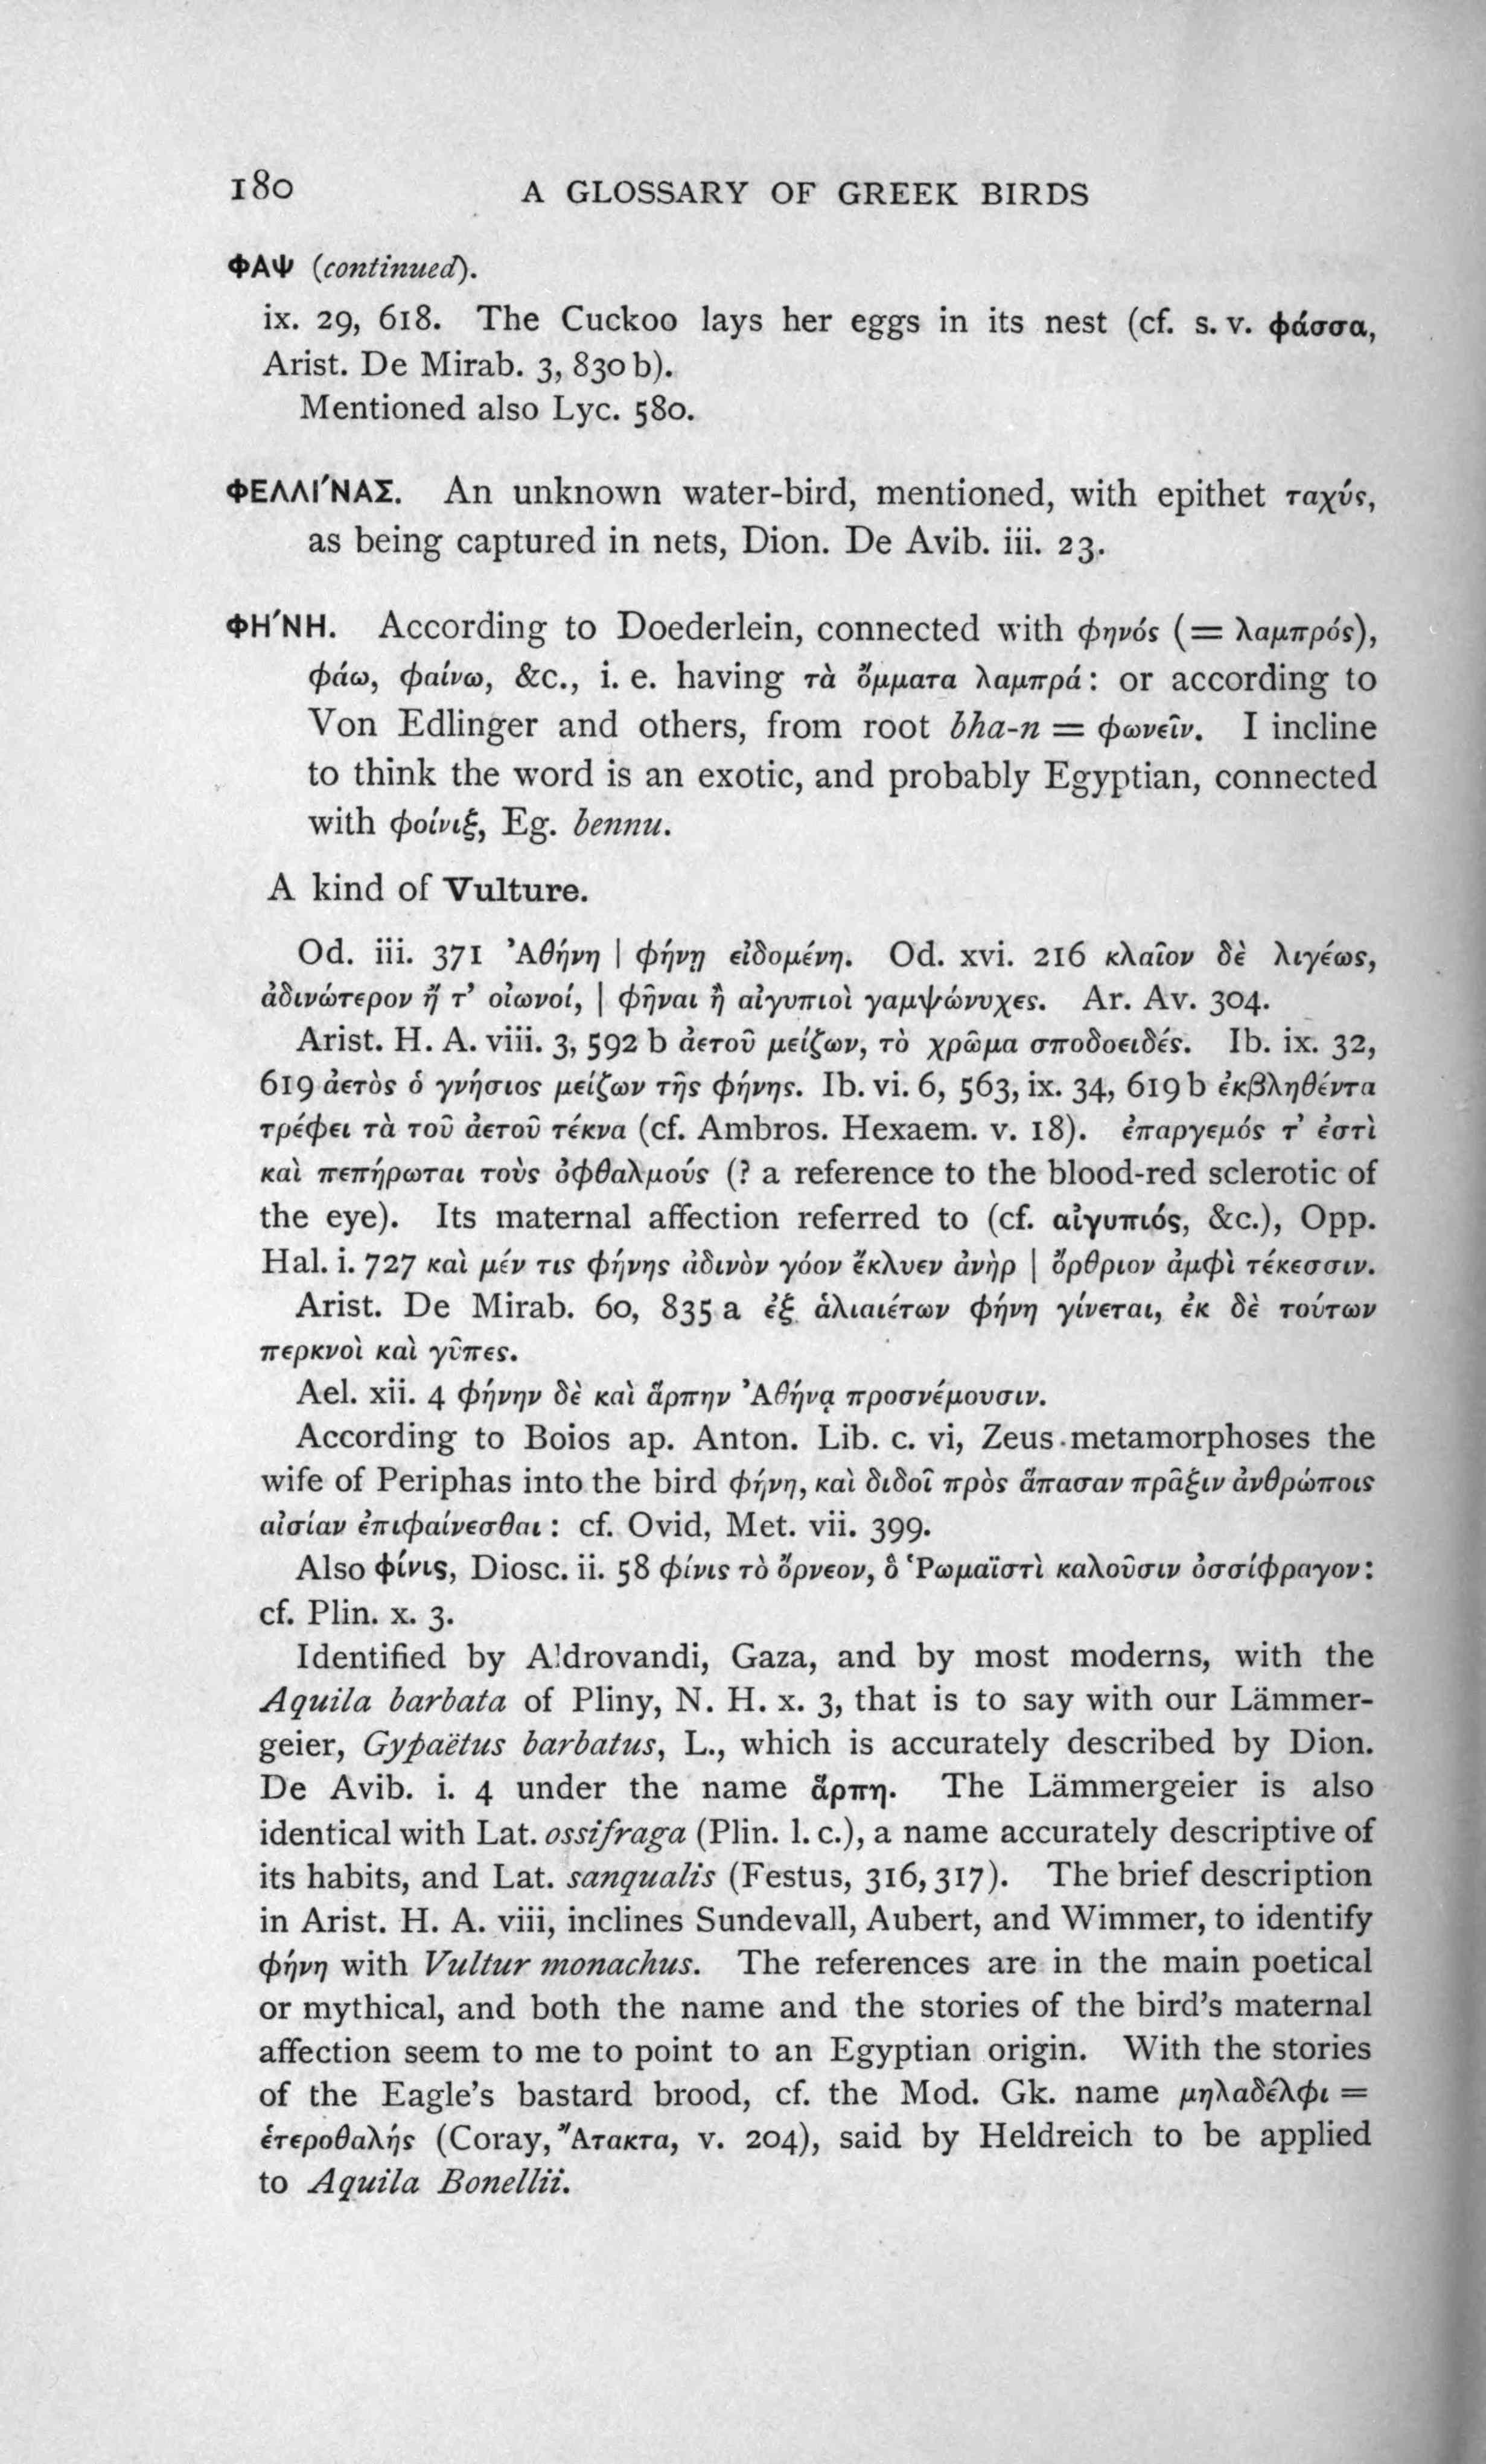 180 A GLOSSARY OF GREEK BIRDS
ΦΑΨ (continued).
ix. 29, 618. The Cuckoo lays her eggs in its nest (cf. s. v. φάσσα,
Arist. De Mirab. 3, 830 b).
Mentioned also Lyc. 580.
ΦΕΛΛΙ´ΝΑΣ. An unknown water-bird, mentioned, with epithet ταχύς,
as being captured in nets, Dion. De Avib. iii. 23.
ΦΗ´ΝΗ. According to Doederlein, connected with φηνός (= λαμπρός),
φάω, φαίνω, &c., i. e. having τὰ ὄμματα λαμπρά: or according to
Von Edlinger and others, from root bha-n = φωνεῖν. I incline
to think the word is an exotic, and probably Egyptian, connected
with φοίνιξ, Eg. bennu.
A kind of Vulture.
Od. iii. 371 Ἀθήνη | φήνῃ εἰδομένη. Od. xvi. 216 κλαῖον δὲ λιγέως,
ἀδινώτερον ἤ τ' οἰωνοί, | φῆναι ἢ αἰγυπιοὶ γαμψώνυχες. Ar. Av. 304.
Arist. H. A. viii. 3, 592 b ἀετοῦ μείζων, τὸ χρῶμα σποδοειδές. Ib. ix. 32,
619 ἀετὸς ὁ γνήσιος μείζων τῆς φήνης. Ib. vi. 6, 563, ix. 34, 619 b ἐκβληθέντα
τρέφει τὰ τοῦ ἀετοῦ τέκνα (cf. Ambros. Hexaem. v. 18). ἐπαργεμός τ' ἐστὶ
καὶ πεπήρωται τοὺς ὀφθαλμούς (? a reference to the blood-red sclerotic of
the eye). Its maternal affection referred to (cf. αἰγυπιός, &c.), Opp.
Hal. i. 727 καὶ μέν τις φήνης ἀδινὸν γόον ἔκλυεν ἀνὴρ | ὄρθριον ἀμφὶ τέκεσσιν.
Arist. De Mirab. 60, 835 a ἐξ ἁλιαιέτων φήνη γίνεται, ἐκ δὲ τούτων
περκνοὶ καὶ γῦπες.
Ael. xii. 4 φήνην δὲ καὶ ἅρπην Ἀθήνᾳ προσνέμουσιν.
According to Boios ap. Anton. Lib. c. vi, Zeus metamorphoses the
wife of Periphas into the bird φήνη, καὶ διδοῖ πρὸς ἅπασαν πρᾶξιν ἀνθρώποις
αἰσίαν ἐπιφαίνεσθαι: cf. Ovid, Met. vii. 399.
Also φίνις, Diosc. ii. 58 φίνις τὸ ὄρνεον, ὃ Ῥωμαϊστὶ καλοῦσιν ὀσσίφραγον:
cf. Plin. x. 3.
Identified by Aldrovandi, Gaza, and by most moderns, with the
Aquila barbata of Pliny, N. H. x. 3, that is to say with our Lämmer-
geier, Gypaëtus barbatus, L., which is accurately described by Dion.
De Avib. i. 4 under the name ἅρπη. The Lämmergeier is also
identical with Lat. ossifraga (Plin. l. c.), a name accurately descriptive of
its habits, and Lat. sanqualis (Festus, 316, 317). The brief description
in Arist. H. A. viii, inclines Sundevall, Aubert, and Wimmer, to identify
φήνη with Vultur monachus. The references are in the main poetical
or mythical, and both the name and the stories of the bird's maternal
affection seem to me to point to an Egyptian origin. With the stories
of the Eagle's bastard brood, cf. the Mod. Gk. name μηλαδέλφι =
ἑτεροθαλής (Coray, Ἄτακτα, v. 204), said by Heldreich to be applied
to Aquila Bonellii.